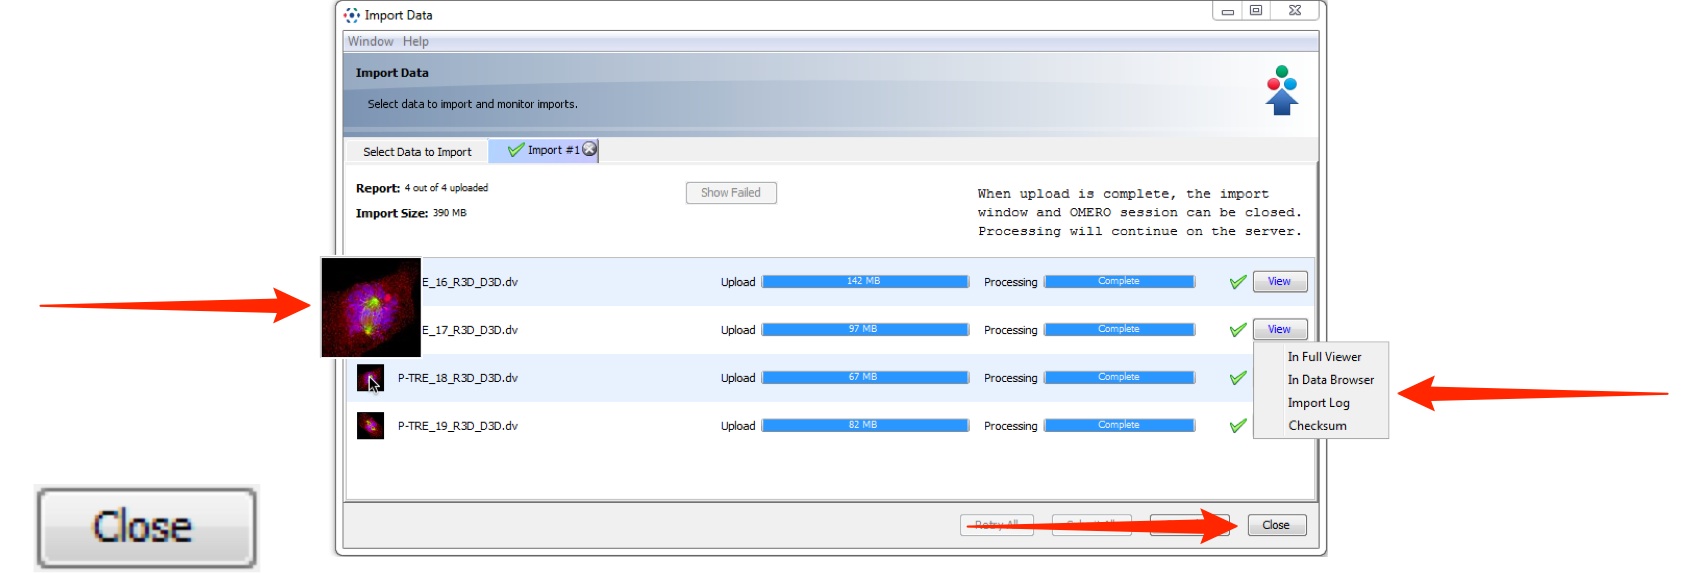 Import Data
Window Help
Import Data
Select data to import and monitor imports.
Select Data to Import
Import #1
Report: 4 out of 4 uploaded
Import Size: 390 MB
Show Failed
When upload is complete, the import
window and OMERO session can be closed.
Processing will continue on the server.
E_16_R3D_D3D.dv Upload 142 MB Processing Complete View
E_17_R3D_D3D.dv Upload 97 MB Processing Complete View
In Full Viewer
In Data Browser
Import Log
Checksum
P-TRE_18_R3D_D3D.dv Upload 67 MB Processing Complete
P-TRE_19_R3D_D3D.dv Upload 82 MB Processing Complete
Close
Retry All
Close